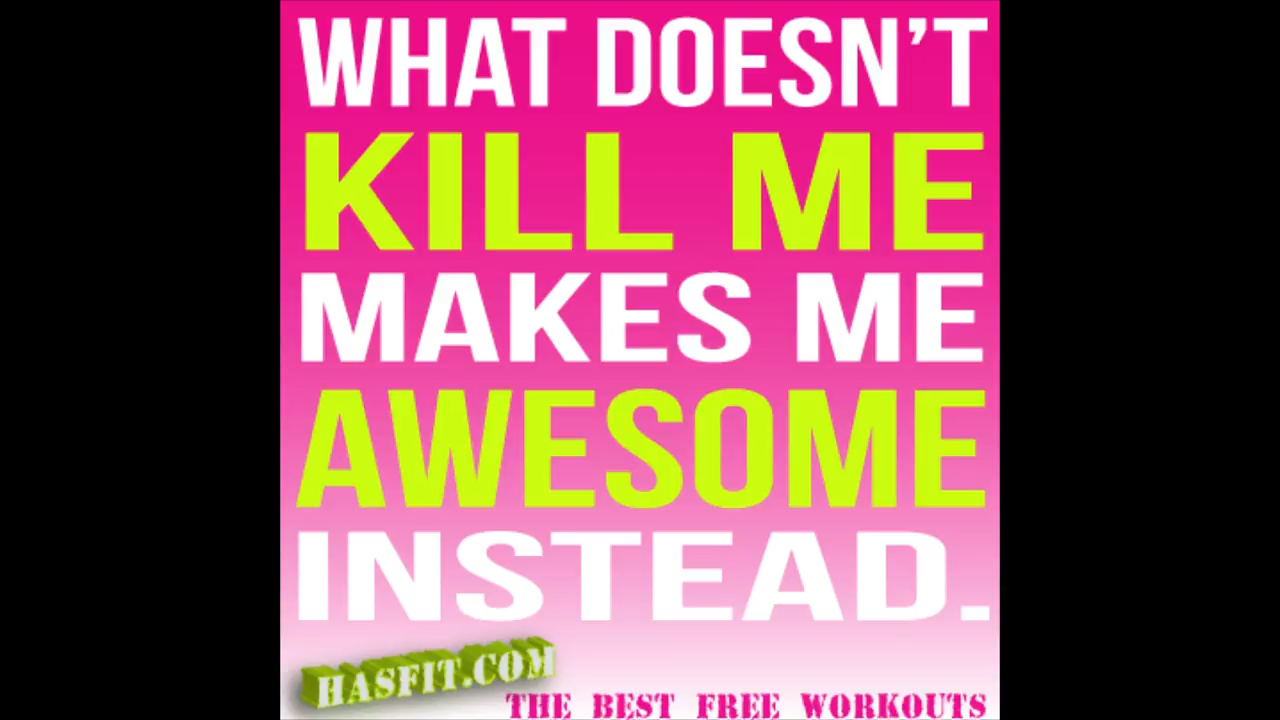 WHAT DOESN'T
KILL ME
MAKES ME
AWESOME
INSTEAD.
HASFIT.COM
THE BEST FREE WORKOUTS